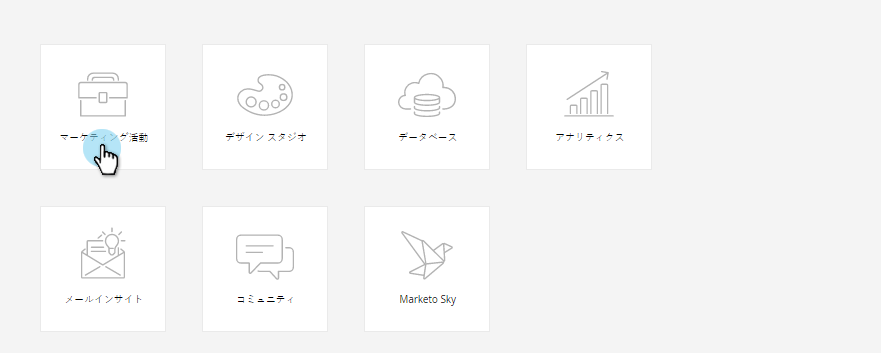 マーケティング活動
デザイン スタジオ
データベース
アナリティクス
メールインサイト
コミュニティ
Marketo Sky